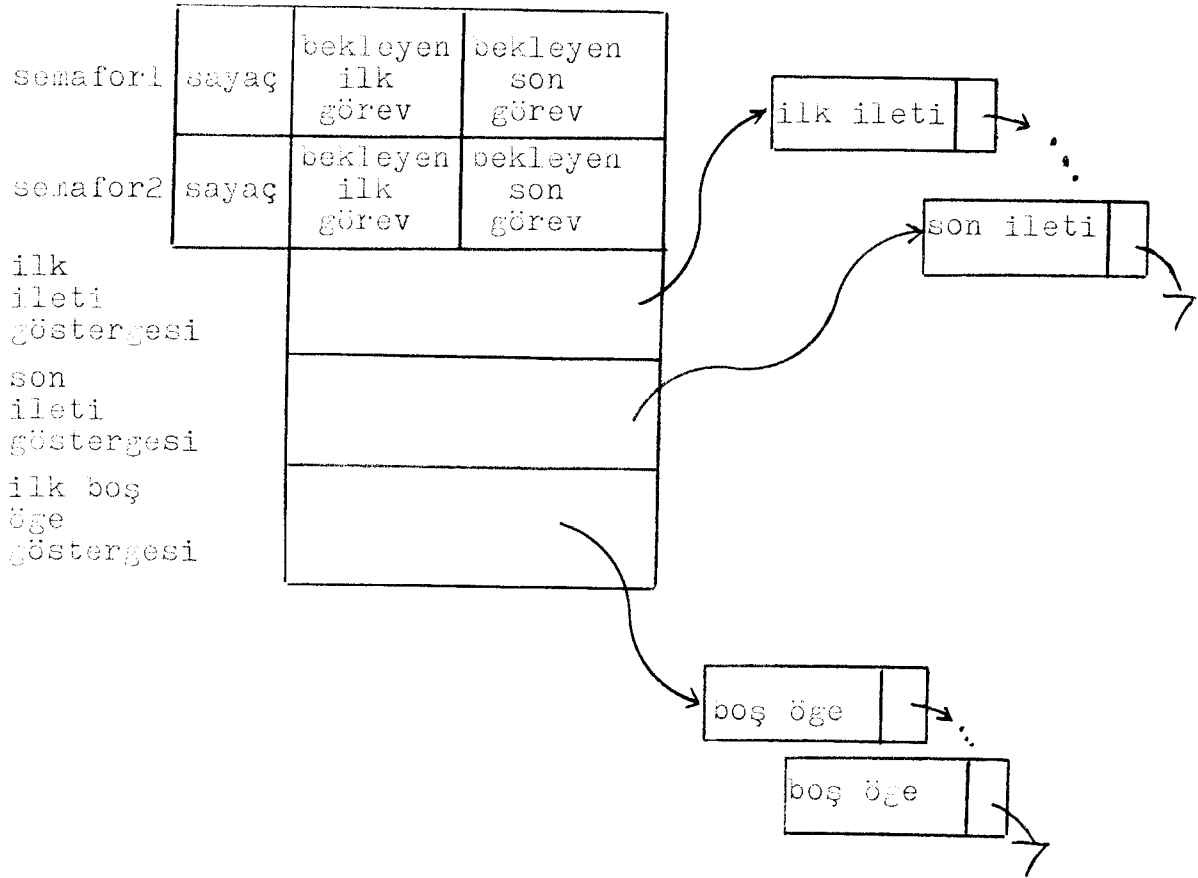 semafor1
sayaç
bekleyen
ilk
görev
bekleyen
son
görev
semafor2
sayaç
bekleyen
ilk
görev
bekleyen
son
görev
ilk
ileti
göstergesi
son
ileti
göstergesi
ilk boş
öge
göstergesi
ilk ileti
son ileti
boş öge
boş öge